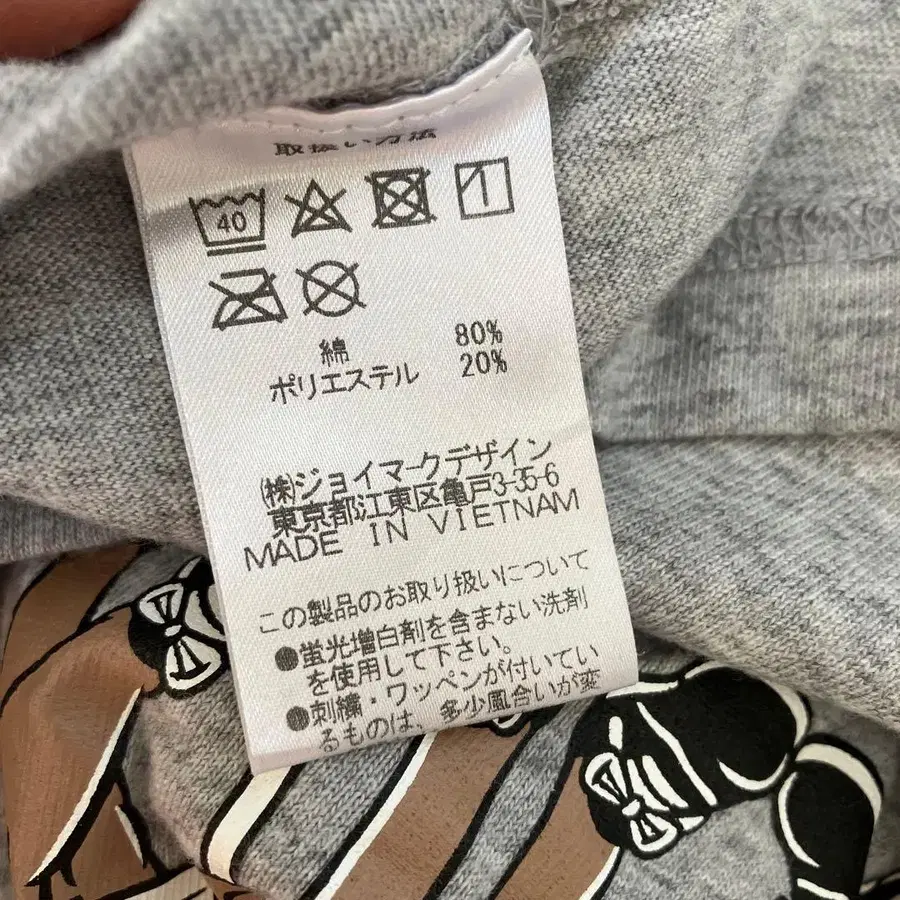 取扱い方法
40
綿 80%
ポリエステル 20%
㈱ジョイマークデザイン
東京都江東区亀戸3-35-6
MADE IN VIETNAM
この製品のお取り扱いについて
●蛍光増白剤を含まない洗剤
を使用して下さい。
●刺繍・ワッペンが付いてい
るものは、多少風合いが変